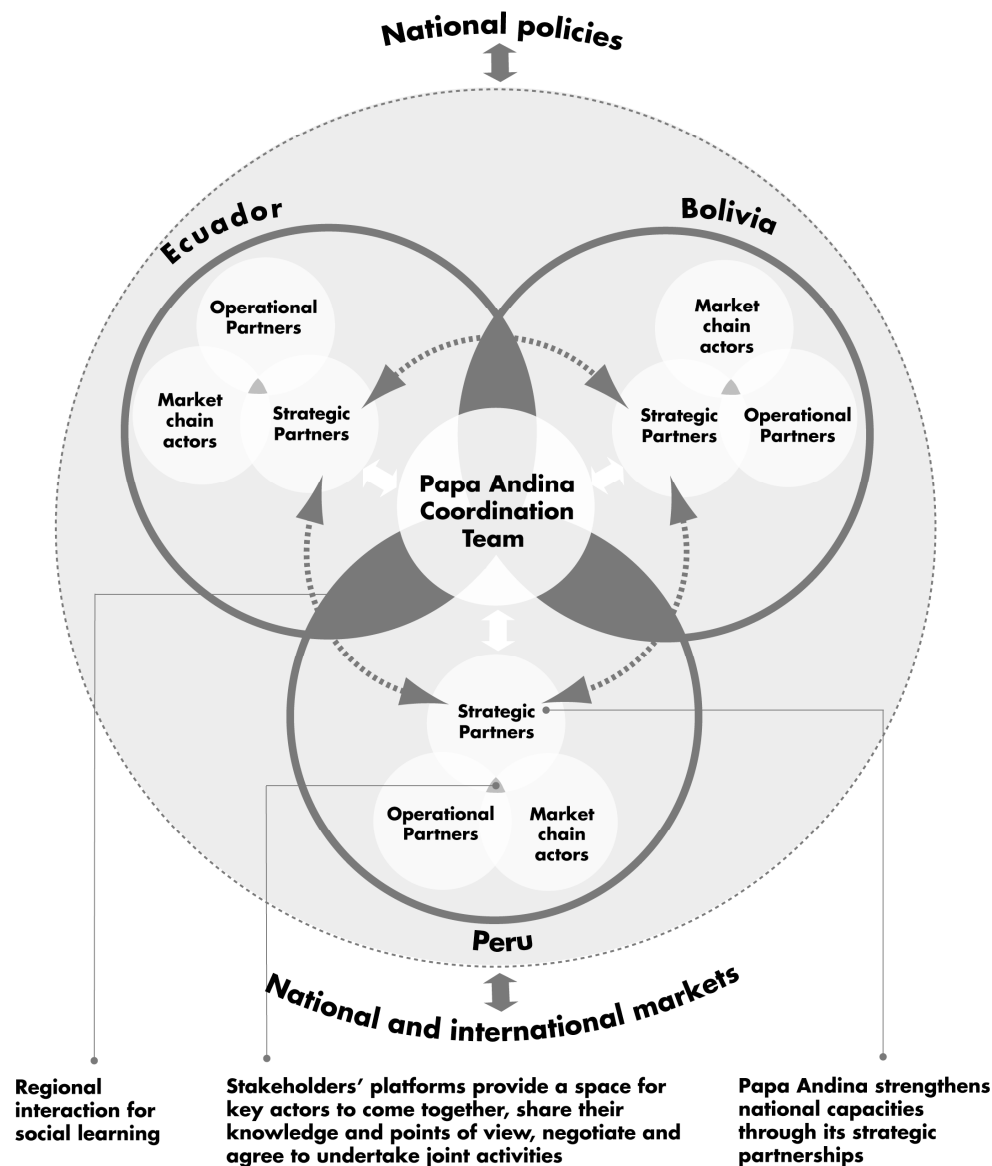 National policies
Ecuador
Bolivia
Operational
Partners
Market
chain
actors
Strategic
Partners
Market
chain
actors
Strategic
Partners
Operational
Partners
Papa Andina
Coordination
Team
Strategic
Partners
Operational
Partners
Market
chain
actors
Peru
National and international markets
Regional
interaction for
social learning
Stakeholders’ platforms provide a space for
key actors to come together, share their
knowledge and points of view, negotiate and
agree to undertake joint activities
Papa Andina strengthens
national capacities
through its strategic
partnerships